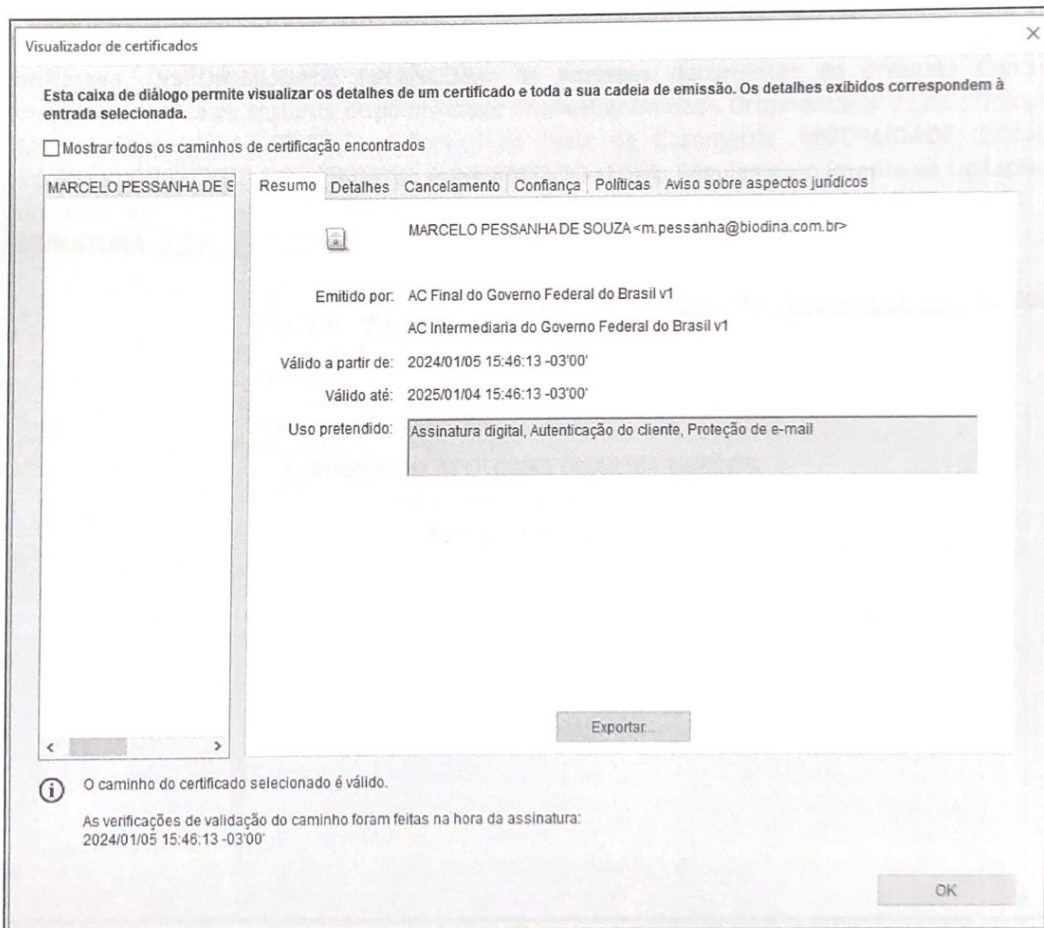 Visualizador de certificados
Esta caixa de diálogo permite visualizar os detalhes de um certificado e toda a sua cadeia de emissão. Os detalhes exibidos correspondem à
entrada selecionada.
Mostrar todos os caminhos de certificação encontrados
MARCELO PESSANHA DE S
Resumo Detalhes Cancelamento Confiança Políticas Aviso sobre aspectos jurídicos
MARCELO PESSANHA DE SOUZA <m.pessanha@biodina.com.br>
Emitido por: AC Final do Governo Federal do Brasil v1
AC Intermediaria do Governo Federal do Brasil v1
Válido a partir de: 2024/01/05 15:46:13 -03'00'
Válido até: 2025/01/04 15:46:13 -03'00'
Uso pretendido: Assinatura digital, Autenticação do cliente, Proteção de e-mail
Exportar...
O caminho do certificado selecionado é válido.
As verificações de validação do caminho foram feitas na hora da assinatura:
2024/01/05 15:46:13 -03'00'
OK